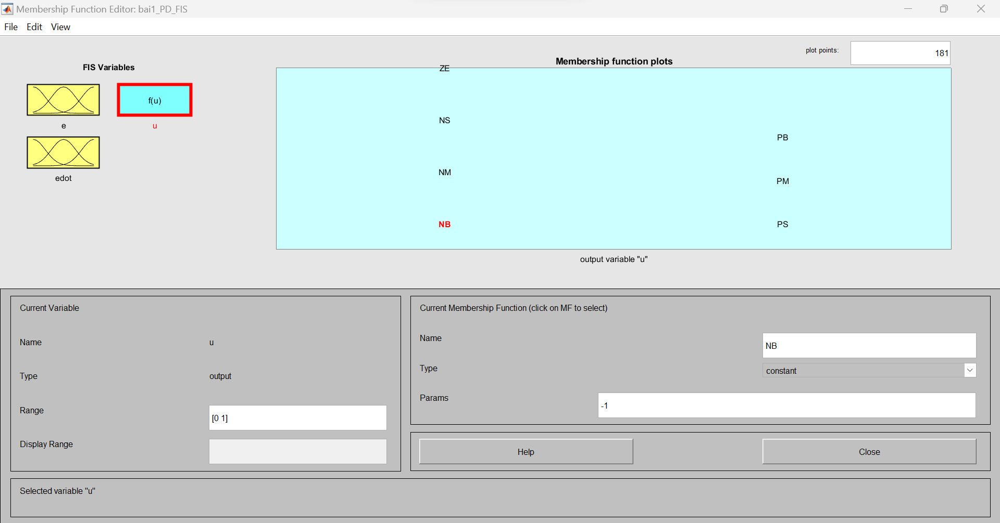 Membership Function Editor: bai1_PD_FIS
File Edit View
plot points: 181
FIS Variables
Membership function plots
f(u)
e
u
edot
ZE
NS
NM
NB
PB
PM
PS
output variable "u"
Current Variable
Name u
Type output
Range [0 1]
Display Range
Current Membership Function (click on MF to select)
Name NB
Type constant
Params -1
Help Close
Selected variable "u"